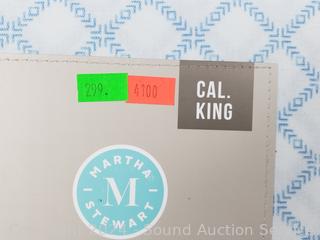 299. 4100
CAL.
KING
MARTHA
M
STEWART
Sound Auction Se